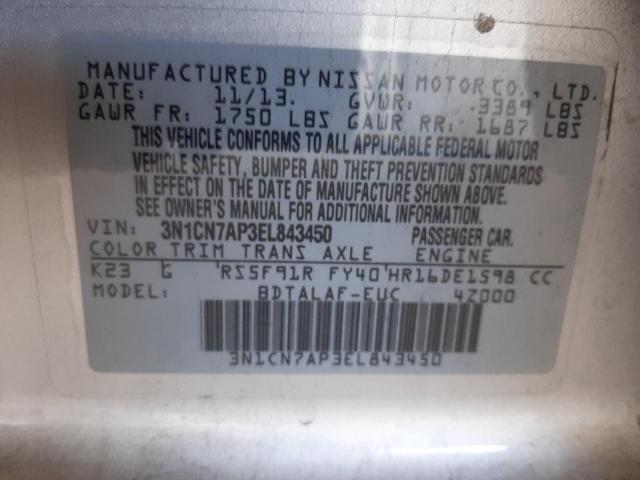 MANUFACTURED BY NISSAN MOTOR CO., LTD.
DATE: 11/13. GVWR: 3389 LBS
GAWR FR: 1750 LBS GAWR RR: 1687 LBS
THIS VEHICLE CONFORMS TO ALL APPLICABLE FEDERAL MOTOR
VEHICLE SAFETY, BUMPER AND THEFT PREVENTION STANDARDS
IN EFFECT ON THE DATE OF MANUFACTURE SHOWN ABOVE.
SEE OWNER'S MANUAL FOR ADDITIONAL INFORMATION.
VIN: 3N1CN7AP3EL843450 PASSENGER CAR.
COLOR TRIM TRANS AXLE ENGINE
K23 G 'RS5F91R FY40'HR16DE1598 CC
BDTALAF-EUC 4Z000
3N1CN7AP3EL843450